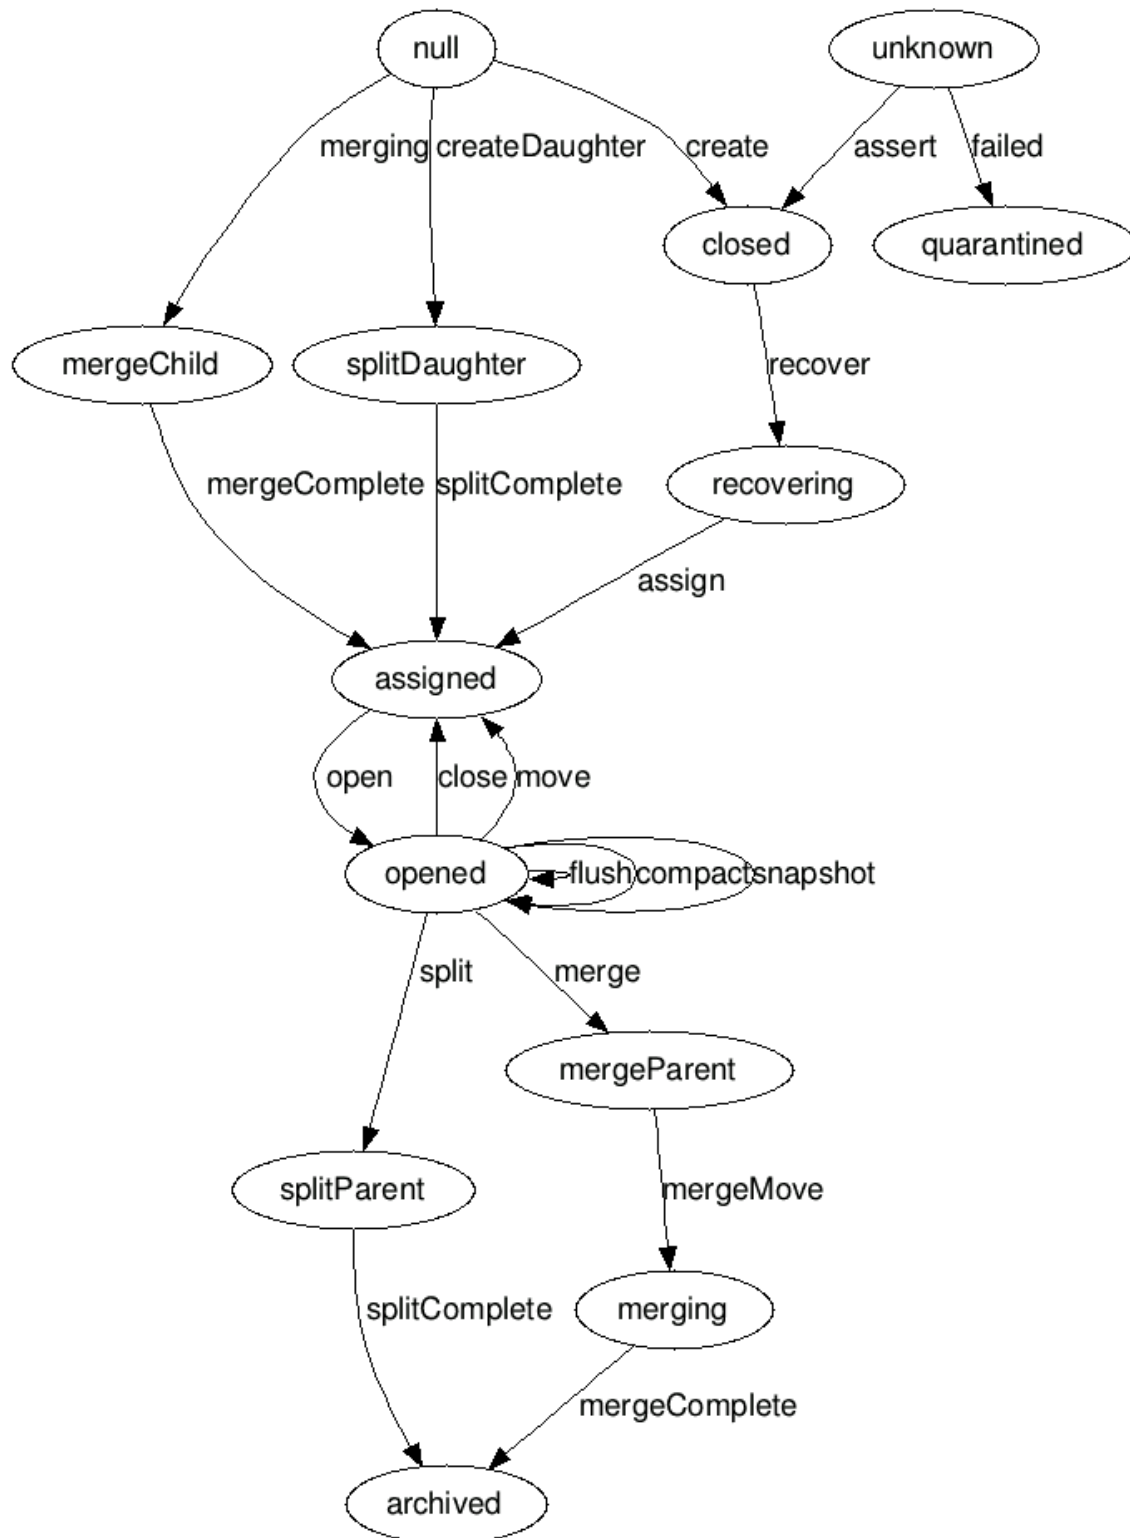 null
unknown
merging
createDaughter
create
assert
failed
closed
quarantined
mergeChild
splitDaughter
recover
mergeComplete
splitComplete
recovering
assign
assigned
open
close
move
opened
flush
compact
snapshot
split
merge
mergeParent
splitParent
mergeMove
splitComplete
merging
mergeComplete
archived